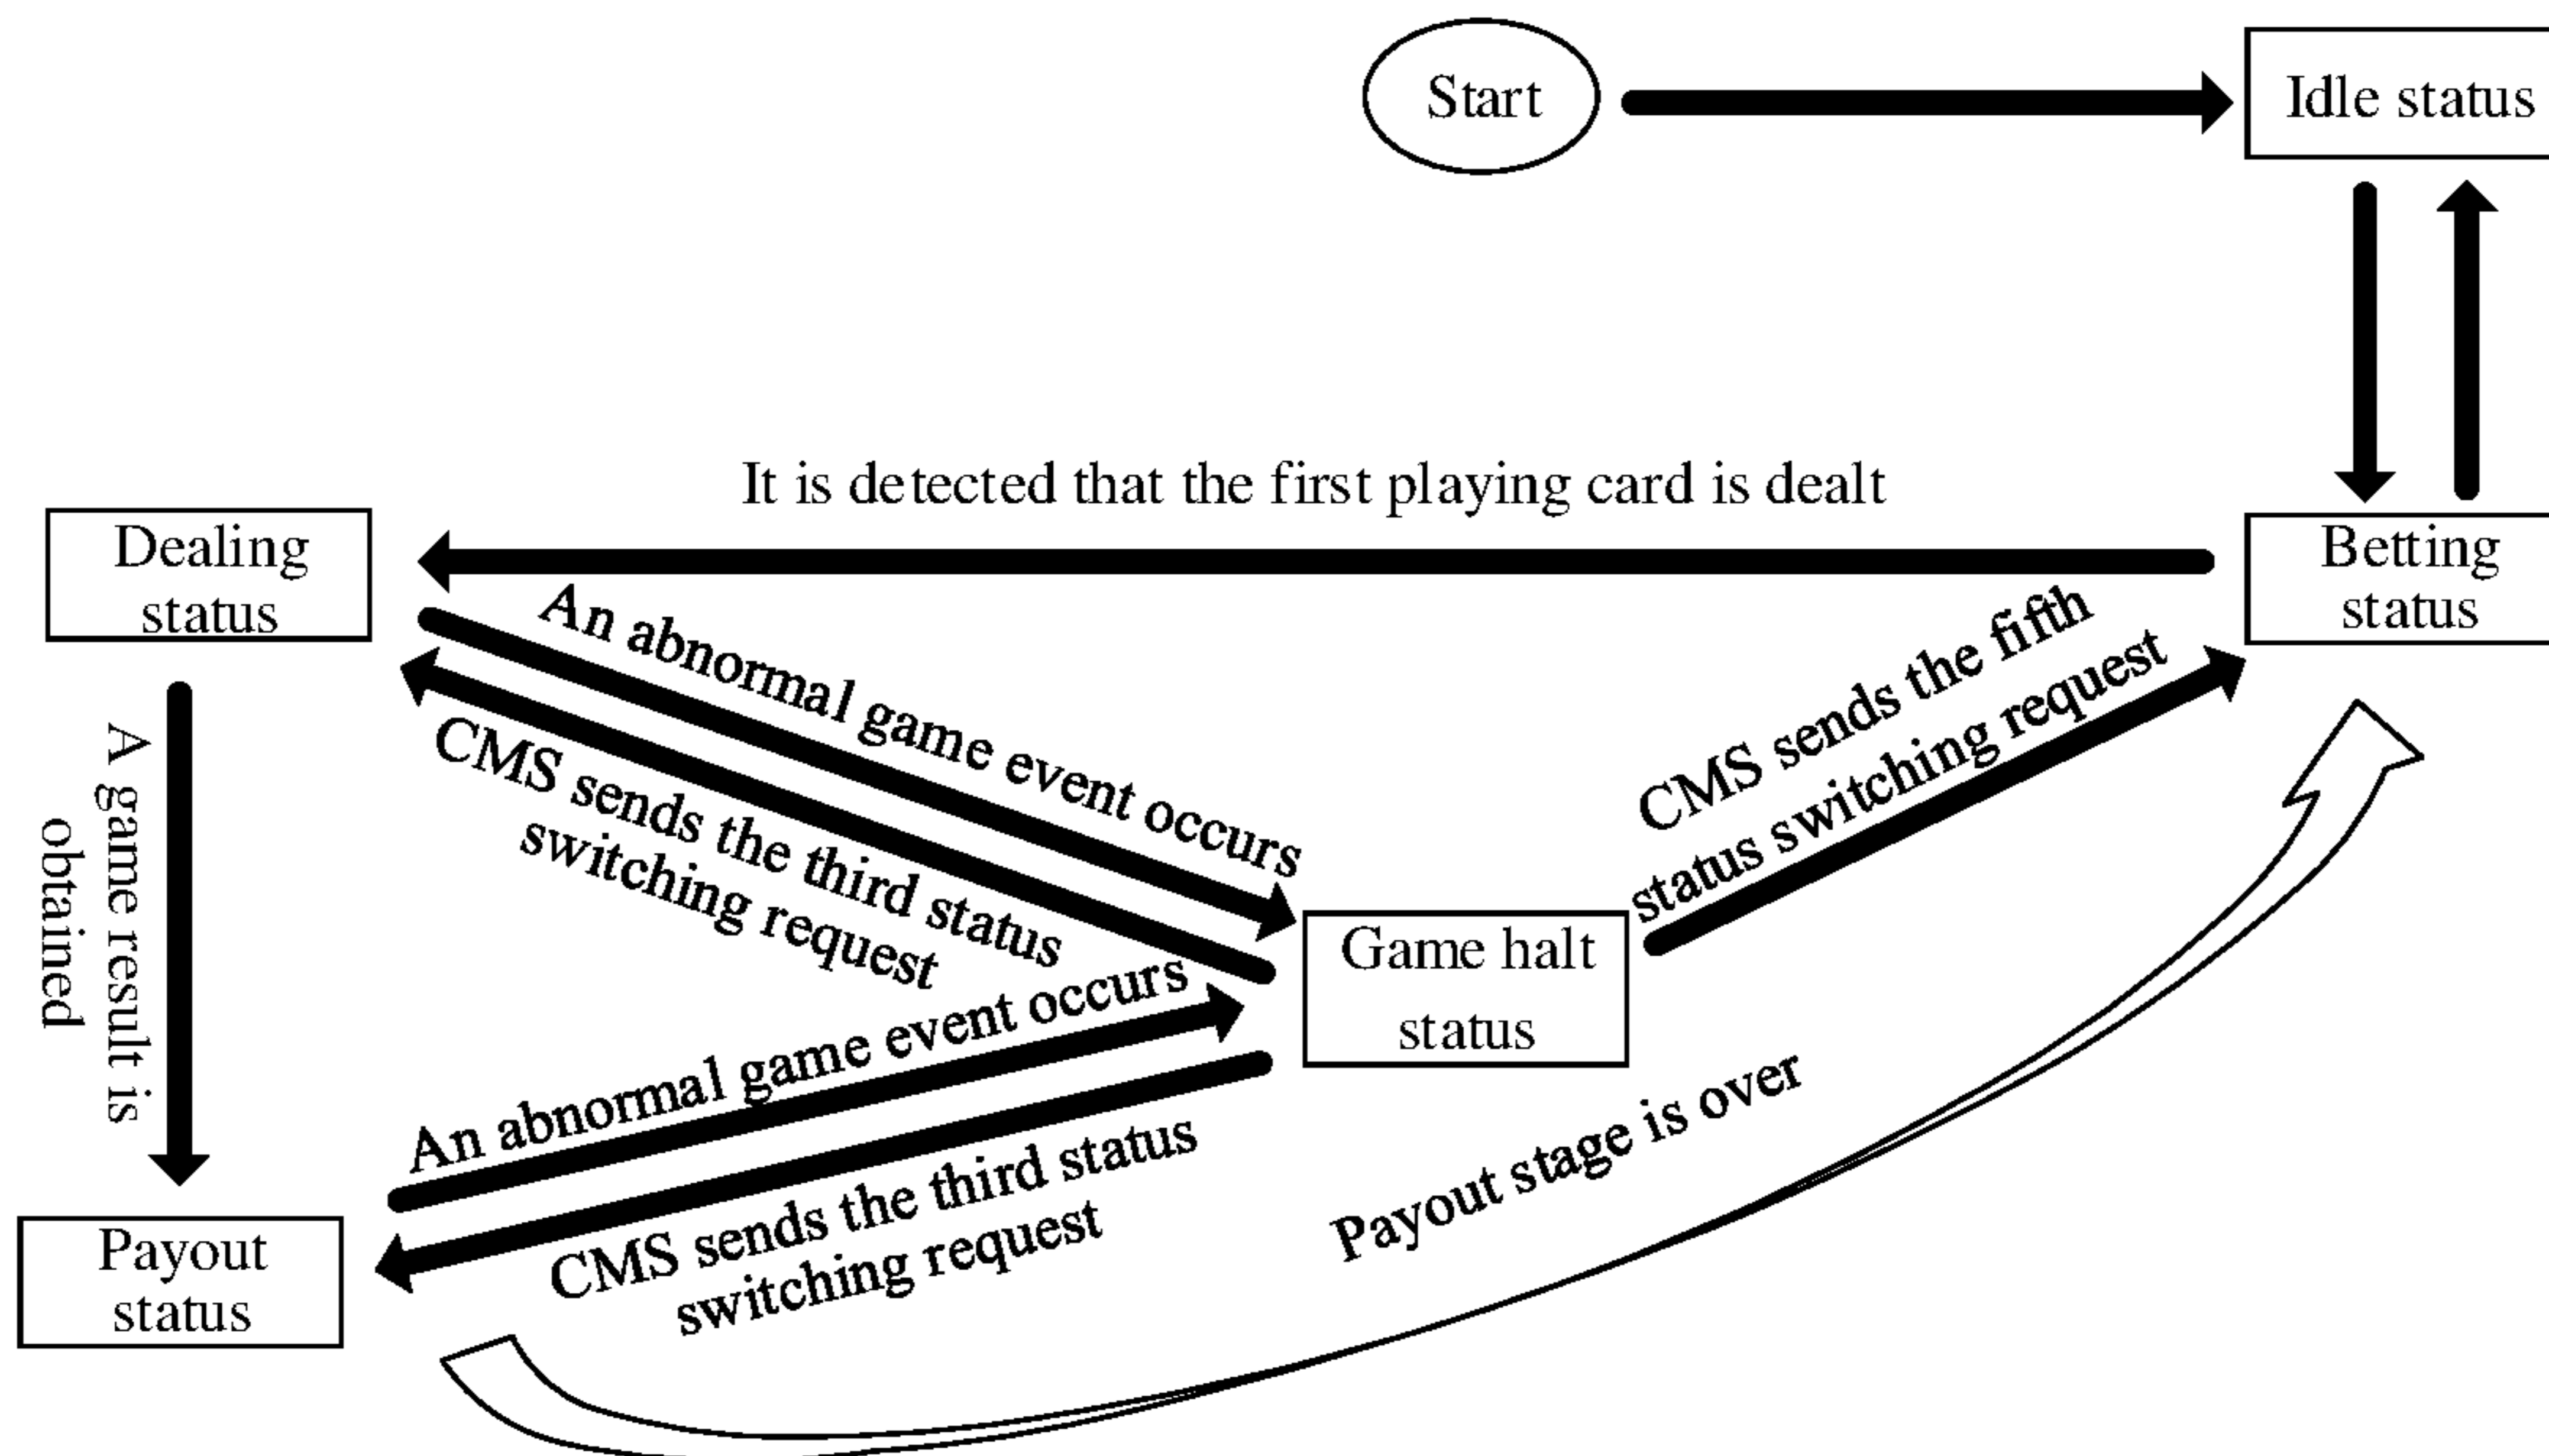 Start
Idle status
It is detected that the first playing card is dealt
Dealing
status
Betting
status
An abnormal game event occurs
CMS sends the third status
switching request
CMS sends the fifth
status switching request
A game result is
obtained
Game halt
status
An abnormal game event occurs
CMS sends the third status
switching request
Payout stage is over
Payout
status